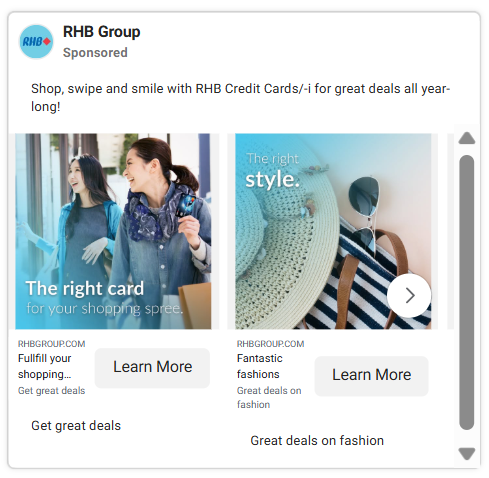 RHB
RHB Group
Sponsored
Shop, swipe and smile with RHB Credit Cards/-i for great deals all year-
long!
The right card
for your shopping spree.
The right
style.
RHBGROUP.COM
Fullfill your
shopping...
Get great deals
Learn More
RHBGROUP.COM
Fantastic
fashions
Great deals on
fashion
Learn More
Get great deals
Great deals on fashion